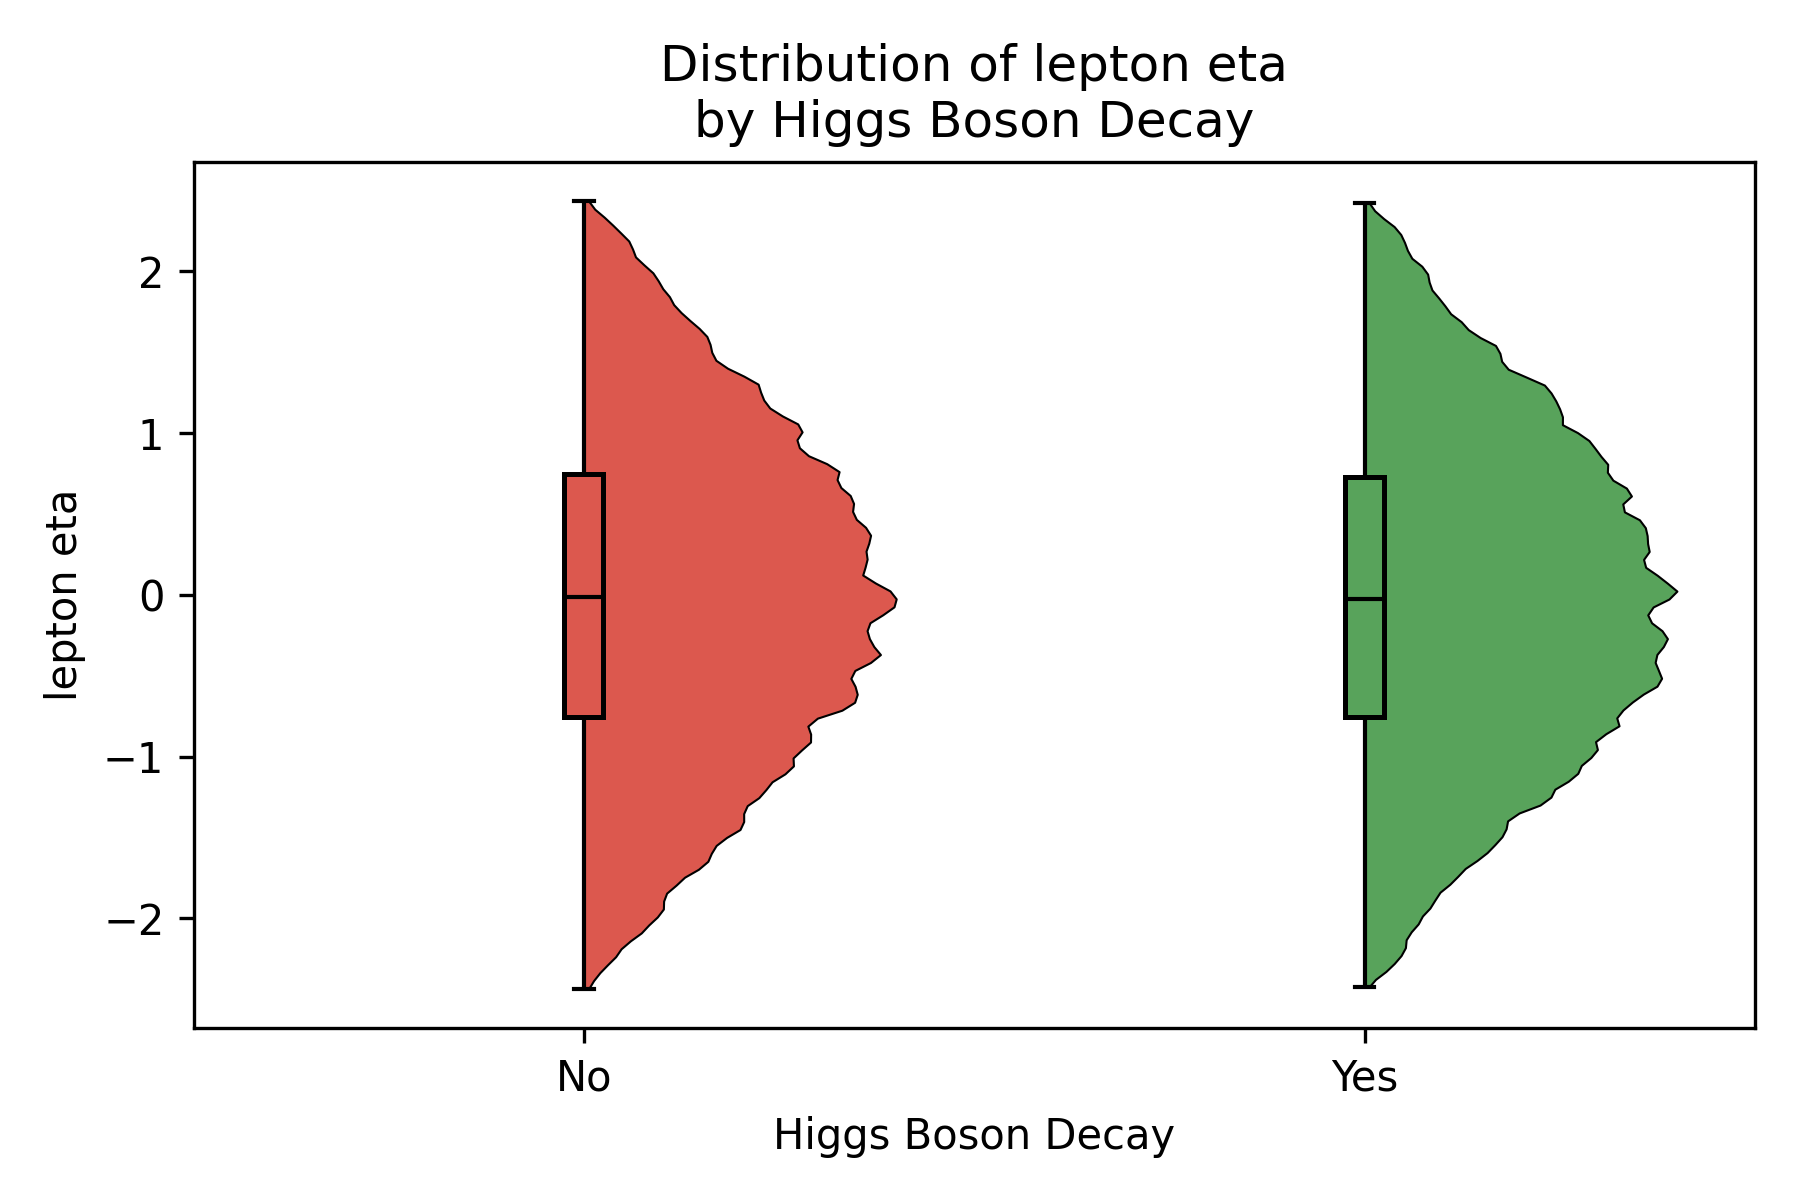 Distribution of lepton eta
by Higgs Boson Decay
lepton eta
2
1
0
−1
−2
No
Yes
Higgs Boson Decay